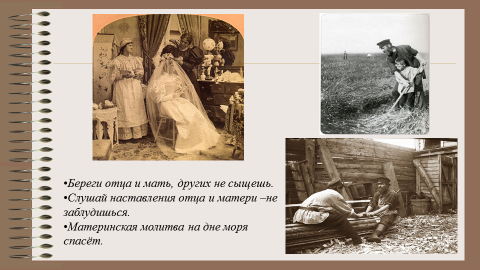 •Береги отца и мать, других не сыщешь.
•Слушай наставления отца и матери –не
заблудишься.
•Материнская молитва на дне моря
спасёт.